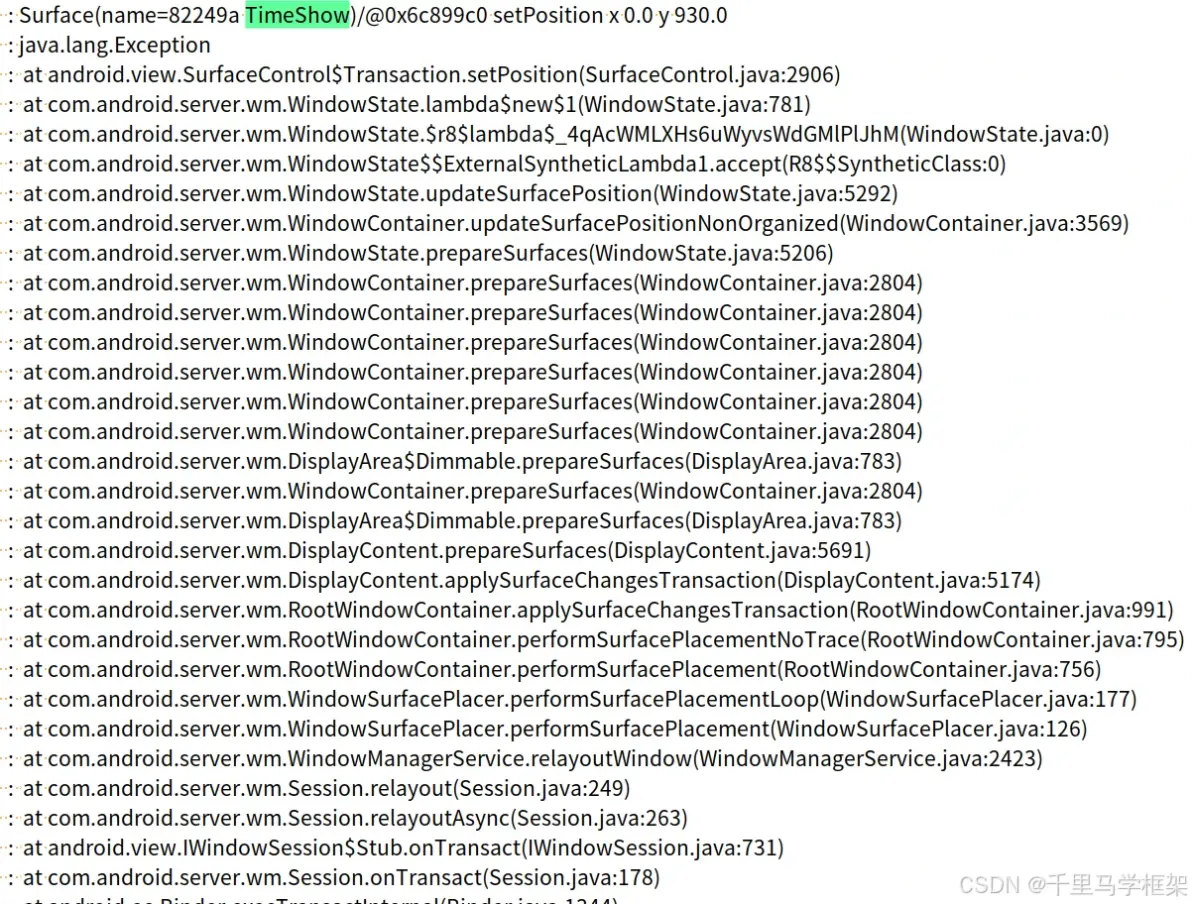 : Surface(name=82249a TimeShow)/@0x6c899c0 setPosition x 0.0 y 930.0
: java.lang.Exception
: at android.view.SurfaceControl$Transaction.setPosition(SurfaceControl.java:2906)
: at com.android.server.wm.WindowState.lambda$new$1(WindowState.java:781)
: at com.android.server.wm.WindowState.$r8$lambda$_4qAcWMLXHs6uWyvsWdGMlPlJhM(WindowState.java:0)
: at com.android.server.wm.WindowState$$ExternalSyntheticLambda1.accept(R8$$SyntheticClass:0)
: at com.android.server.wm.WindowState.updateSurfacePosition(WindowState.java:5292)
: at com.android.server.wm.WindowContainer.updateSurfacePositionNonOrganized(WindowContainer.java:3569)
: at com.android.server.wm.WindowState.prepareSurfaces(WindowState.java:5206)
: at com.android.server.wm.WindowContainer.prepareSurfaces(WindowContainer.java:2804)
: at com.android.server.wm.WindowContainer.prepareSurfaces(WindowContainer.java:2804)
: at com.android.server.wm.WindowContainer.prepareSurfaces(WindowContainer.java:2804)
: at com.android.server.wm.WindowContainer.prepareSurfaces(WindowContainer.java:2804)
: at com.android.server.wm.WindowContainer.prepareSurfaces(WindowContainer.java:2804)
: at com.android.server.wm.WindowContainer.prepareSurfaces(WindowContainer.java:2804)
: at com.android.server.wm.DisplayArea$Dimmable.prepareSurfaces(DisplayArea.java:783)
: at com.android.server.wm.WindowContainer.prepareSurfaces(WindowContainer.java:2804)
: at com.android.server.wm.DisplayArea$Dimmable.prepareSurfaces(DisplayArea.java:783)
: at com.android.server.wm.DisplayContent.prepareSurfaces(DisplayContent.java:5691)
: at com.android.server.wm.DisplayContent.applySurfaceChangesTransaction(DisplayContent.java:5174)
: at com.android.server.wm.RootWindowContainer.applySurfaceChangesTransaction(RootWindowContainer.java:991)
: at com.android.server.wm.RootWindowContainer.performSurfacePlacementNoTrace(RootWindowContainer.java:795)
: at com.android.server.wm.RootWindowContainer.performSurfacePlacement(RootWindowContainer.java:756)
: at com.android.server.wm.WindowSurfacePlacer.performSurfacePlacementLoop(WindowSurfacePlacer.java:177)
: at com.android.server.wm.WindowSurfacePlacer.performSurfacePlacement(WindowSurfacePlacer.java:126)
: at com.android.server.wm.WindowManagerService.relayoutWindow(WindowManagerService.java:2423)
: at com.android.server.wm.Session.relayout(Session.java:249)
: at com.android.server.wm.Session.relayoutAsync(Session.java:263)
: at android.view.IWindowSession$Stub.onTransact(IWindowSession.java:731)
: at com.android.server.wm.Session.onTransact(Session.java:178)
: at android.os.Binder.execTransactInternal(Binder.java:1344)
CSDN @千里马学框架